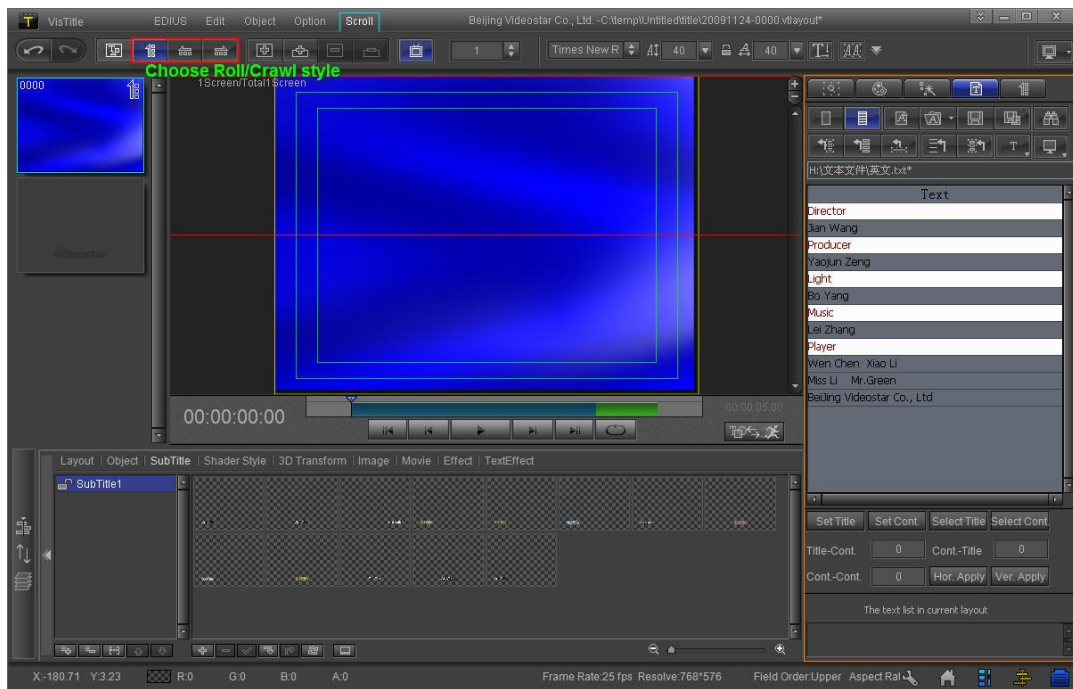 VisTitle EDIUS Edit Object Option Scroll Beijing Videostar Co., Ltd. -C:\temp\Untitled\title\20091124-0000.vtlayout*
1 Times New R 40 40
Choose Roll/Crawl style
0000
1Screen/Total1Screen
videostar
H:\文本文件\英文.txt*
Text
Director
Jian Wang
Producer
Yaojun Zeng
Light
Bo Yang
Music
Lei Zhang
Player
Wen Chen Xiao Li
Miss Li Mr.Green
BeiJing Videostar Co., Ltd
00:00:00:00 00:00:05:00
Layout Object SubTitle Shader Style 3D Transform Image Movie Effect TextEffect
SubTitle1
Set Title Set Cont. Select Title Select Cont.
Title-Cont. 0 Cont.-Title 0
Cont.-Cont. 0 Hor. Apply Ver. Apply
The text list in current layout
X:-180.71 Y:3.23 R:0 G:0 B:0 A:0 Frame Rate:25 fps Resolve:768*576 Field Order:Upper Aspect Rat